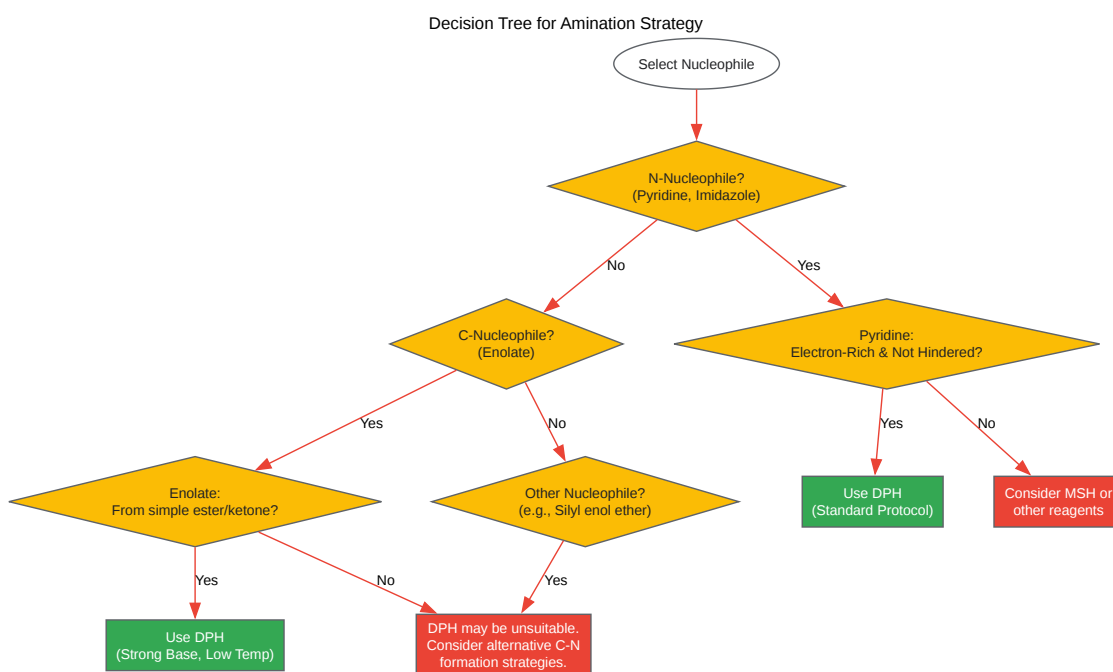 Decision Tree for Amination Strategy
Select Nucleophile
N-Nucleophile?
(Pyridine, Imidazole)
No
Yes
C-Nucleophile?
(Enolate)
Pyridine:
Electron-Rich & Not Hindered?
Yes
No
Yes
No
Enolate:
From simple ester/ketone?
Other Nucleophile?
(e.g., Silyl enol ether)
Use DPH
(Standard Protocol)
Consider MSH or
other reagents
Yes
No
Yes
Use DPH
(Strong Base, Low Temp)
DPH may be unsuitable.
Consider alternative C-N
formation strategies.